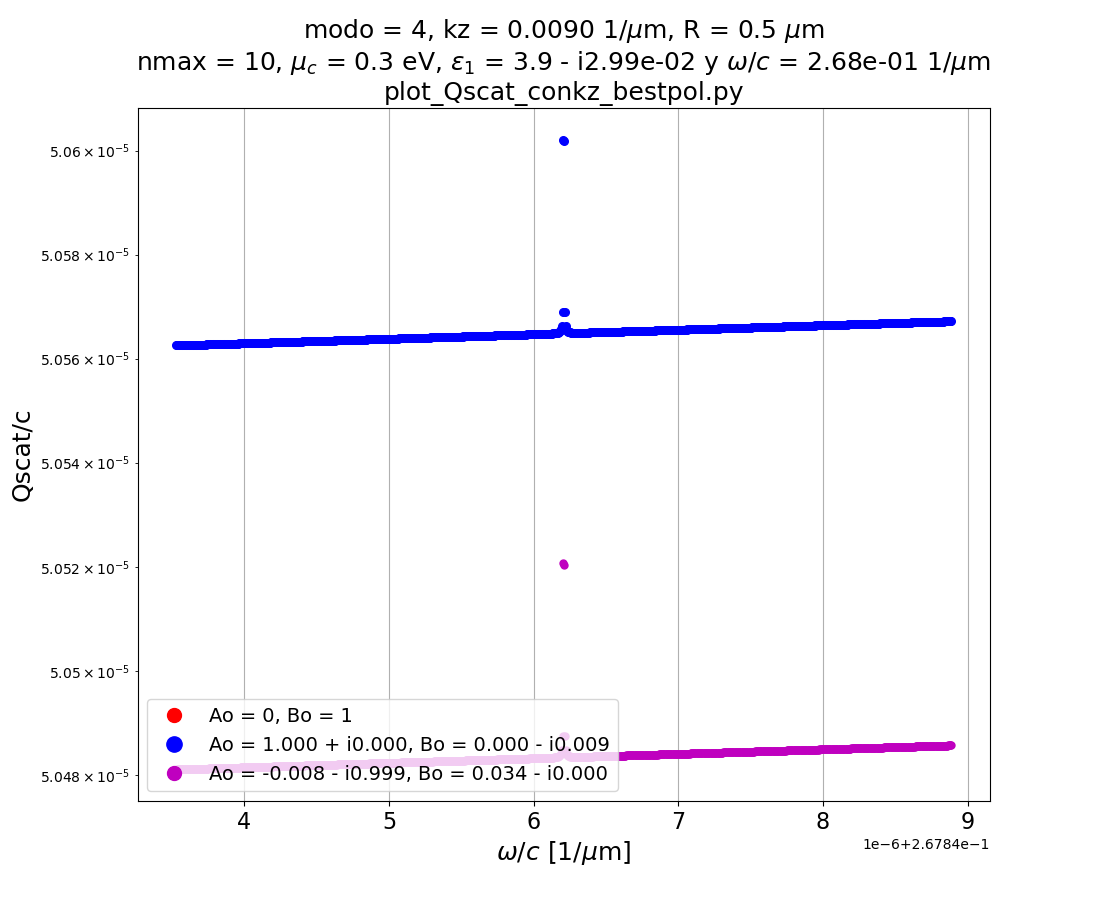 modo = 4, kz = 0.0090 1/μm, R = 0.5 μm
nmax = 10, μ_c = 0.3 eV, ε₁ = 3.9 - i2.99e-02 y ω/c = 2.68e-01 1/μm
plot_Qscat_conkz_bestpol.py
5.06 × 10⁻⁵
5.058 × 10⁻⁵
5.056 × 10⁻⁵
5.054 × 10⁻⁵
5.052 × 10⁻⁵
5.05 × 10⁻⁵
5.048 × 10⁻⁵
Qscat/c
Ao = 0, Bo = 1
Ao = 1.000 + i0.000, Bo = 0.000 - i0.009
Ao = -0.008 - i0.999, Bo = 0.034 - i0.000
4 5 6 7 8 9
1e−6+2.6784e−1
ω/c [1/μm]